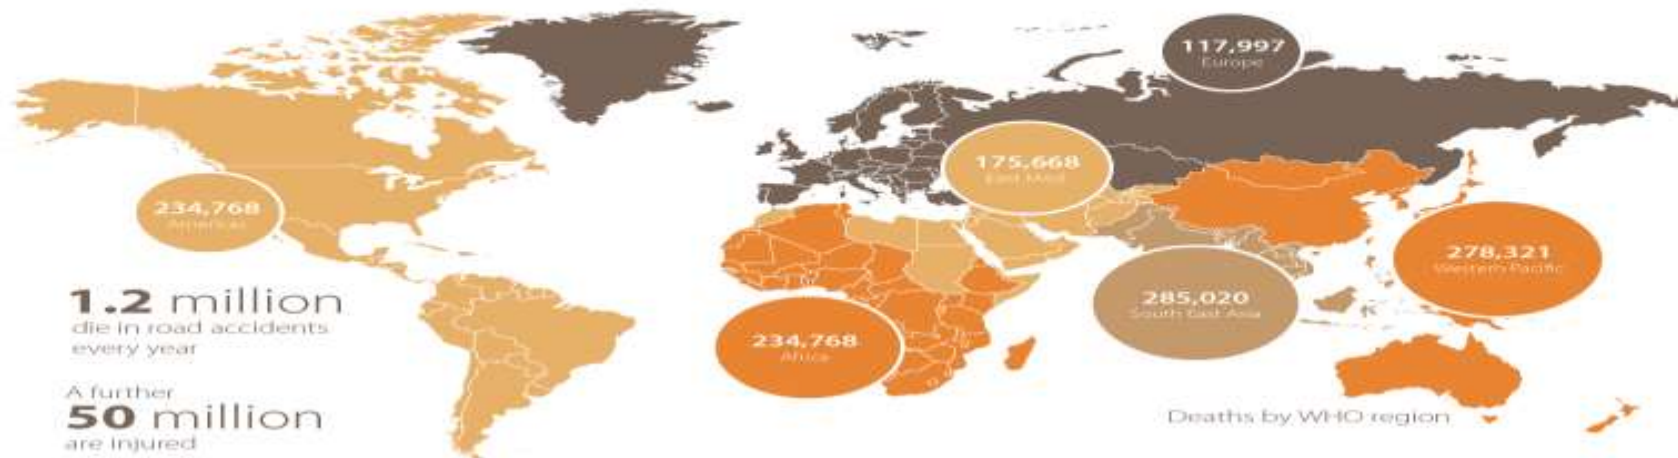 117,997
Europe
175,668
East Med
234,768
Americas
278,321
Western Pacific
285,020
South East Asia
234,768
Africa
1.2 million
die in road accidents
every year
A further
50 million
are injured
Deaths by WHO region